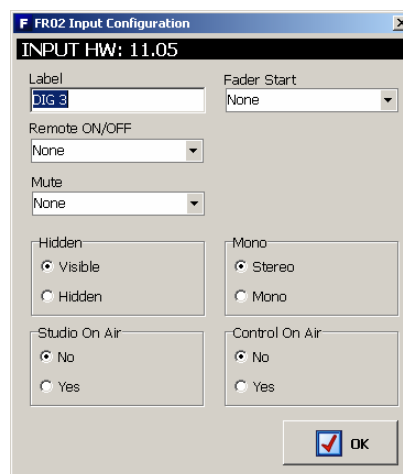 F FR02 Input Configuration
INPUT HW: 11.05
Label
Fader Start
DIG 3
None
Remote ON/OFF
None
Mute
None
Hidden
Mono
Visible
Stereo
Hidden
Mono
Studio On Air
Control On Air
No
No
Yes
Yes
OK